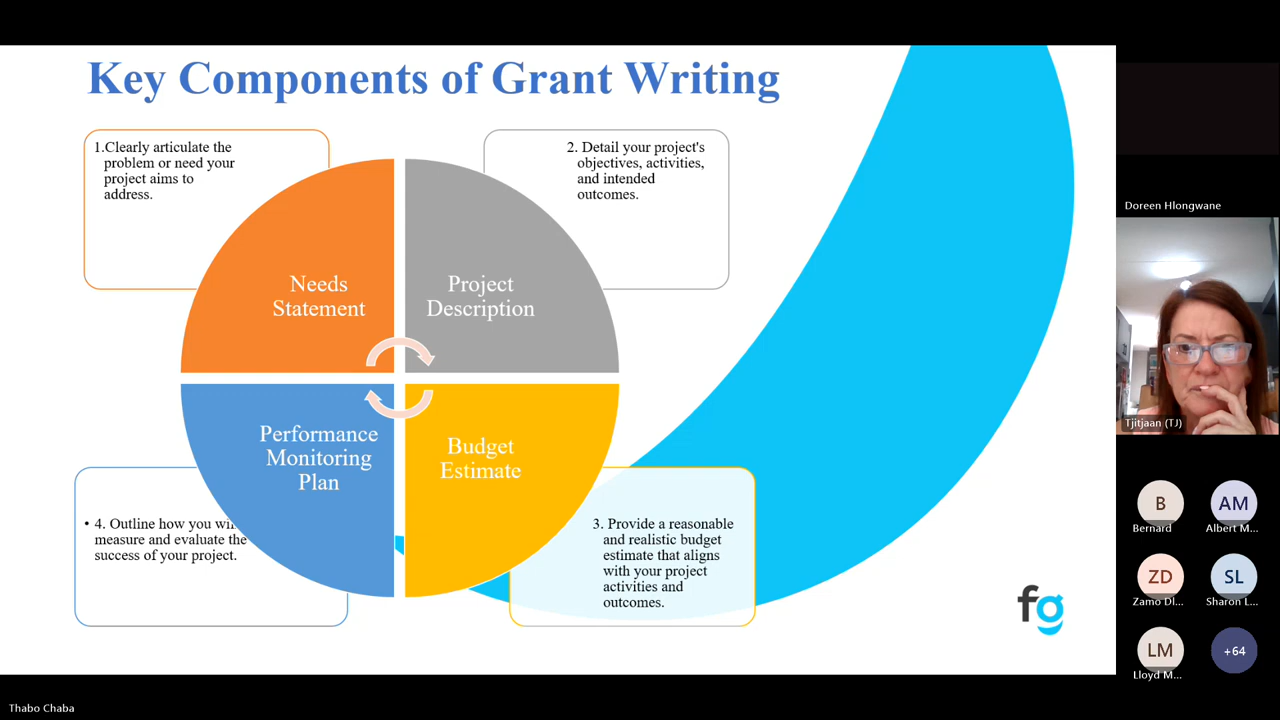 Key Components of Grant Writing
1.Clearly articulate the
problem or need your
project aims to
address.
2. Detail your project's
objectives, activities,
and intended
outcomes.
Needs
Statement
Project
Description
Performance
Monitoring
Plan
Budget
Estimate
• 4. Outline how you wi
measure and evaluate the
success of your project.
3. Provide a reasonable
and realistic budget
estimate that aligns
with your project
activities and
outcomes.
fg
Doreen Hlongwane
Tjitjaan (TJ)
B
AM
Bernard
Albert M...
ZD
SL
Zamo Dl...
Sharon L...
LM
+64
Lloyd M...
Thabo Chaba